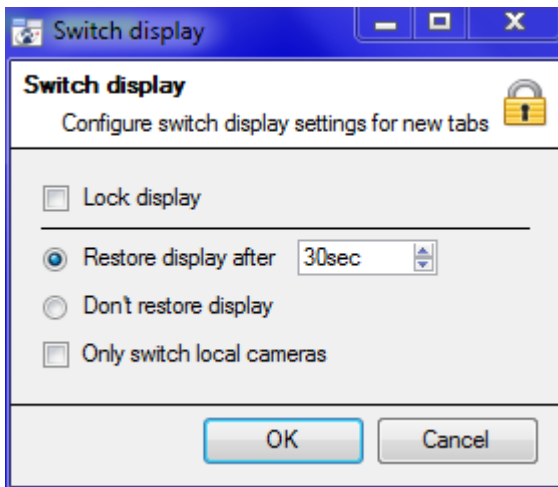 Switch display
Switch display
Configure switch display settings for new tabs
Lock display
Restore display after 30sec
Don't restore display
Only switch local cameras
OK Cancel